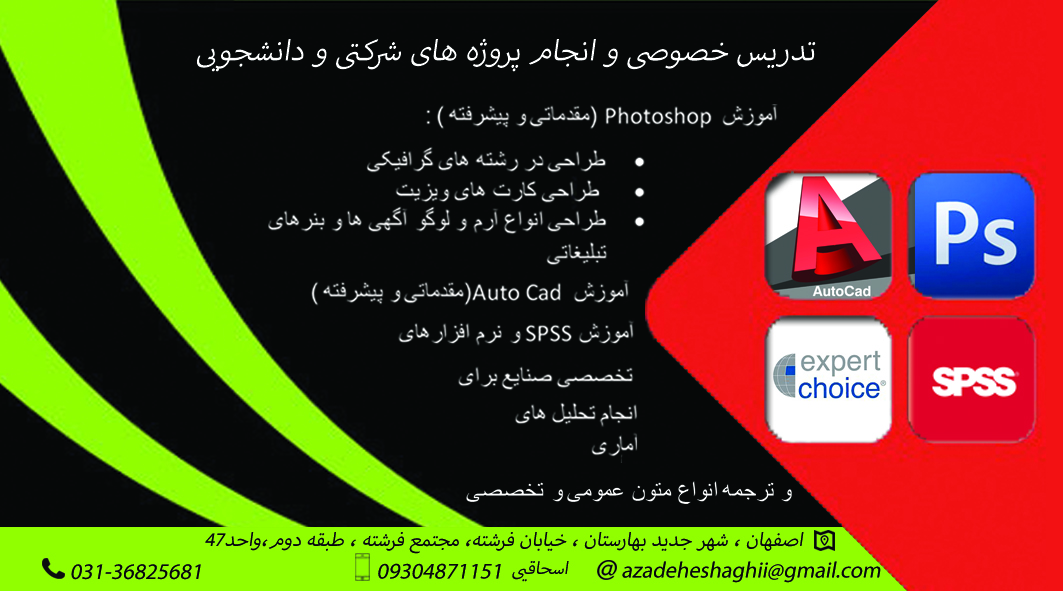 تدریس خصوصی و انجام پروژه های شرکتی و دانشجویی
آموزش Photoshop (مقدماتی و پیشرفته ) :
• طراحی در رشته های گرافیکی
• طراحی کارت های ویزیت
• طراحی انواع آرم و لوگو آگهی ها و بنرهای
تبلیغاتی
آموزش Auto Cad(مقدماتی و پیشرفته )
آموزش SPSS و نرم افزارهای
تخصصی صنایع برای
انجام تحلیل های
آماری
و ترجمه انواع متون عمومی و تخصصی
AutoCad
Ps
expert
choice®
SPSS
اصفهان ، شهر جدید بهارستان ، خیابان فرشته، مجتمع فرشته ، طبقه دوم،واحد47
031-36825681
09304871151 اسحاقیی
@ azadeheshaghii@gmail.com